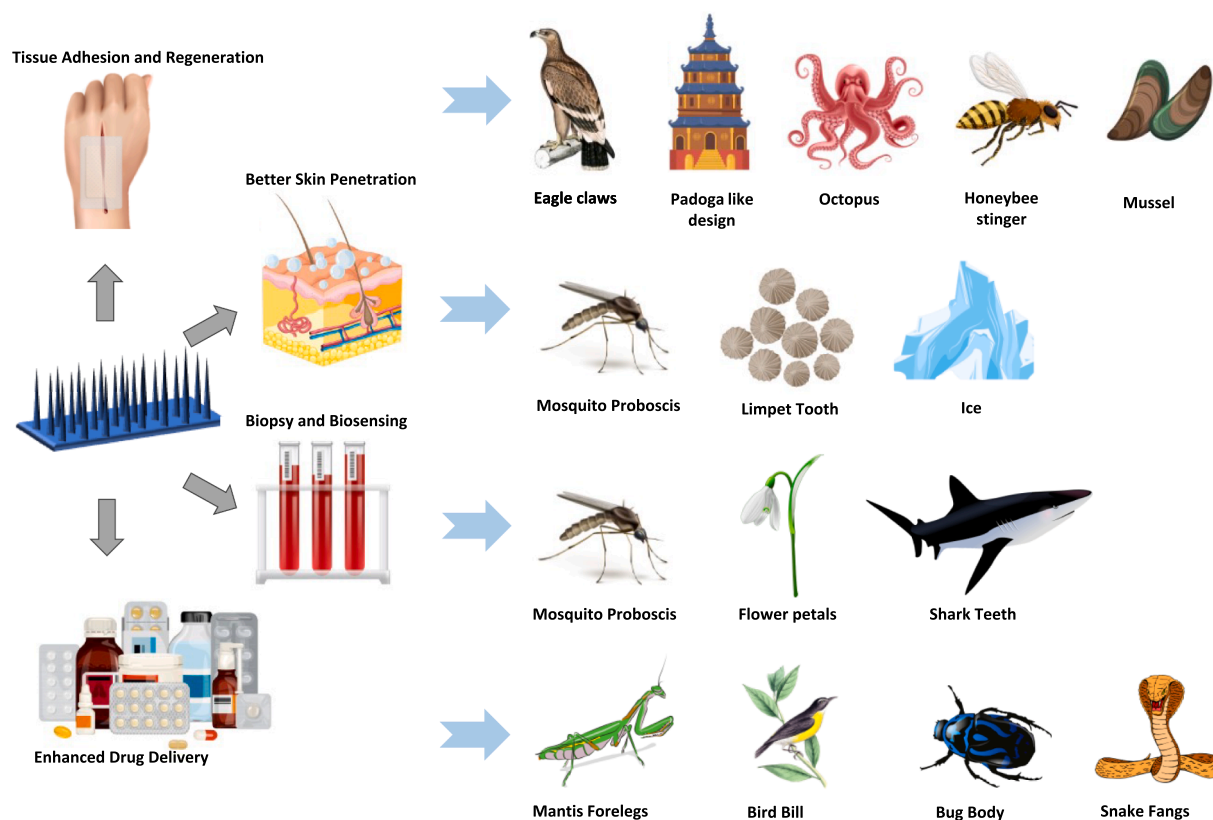 Tissue Adhesion and Regeneration
Eagle claws
Padoga like
design
Octopus
Honeybee
stinger
Mussel
Better Skin Penetration
Mosquito Proboscis
Limpet Tooth
Ice
Biopsy and Biosensing
Mosquito Proboscis
Flower petals
Shark Teeth
Enhanced Drug Delivery
Mantis Forelegs
Bird Bill
Bug Body
Snake Fangs